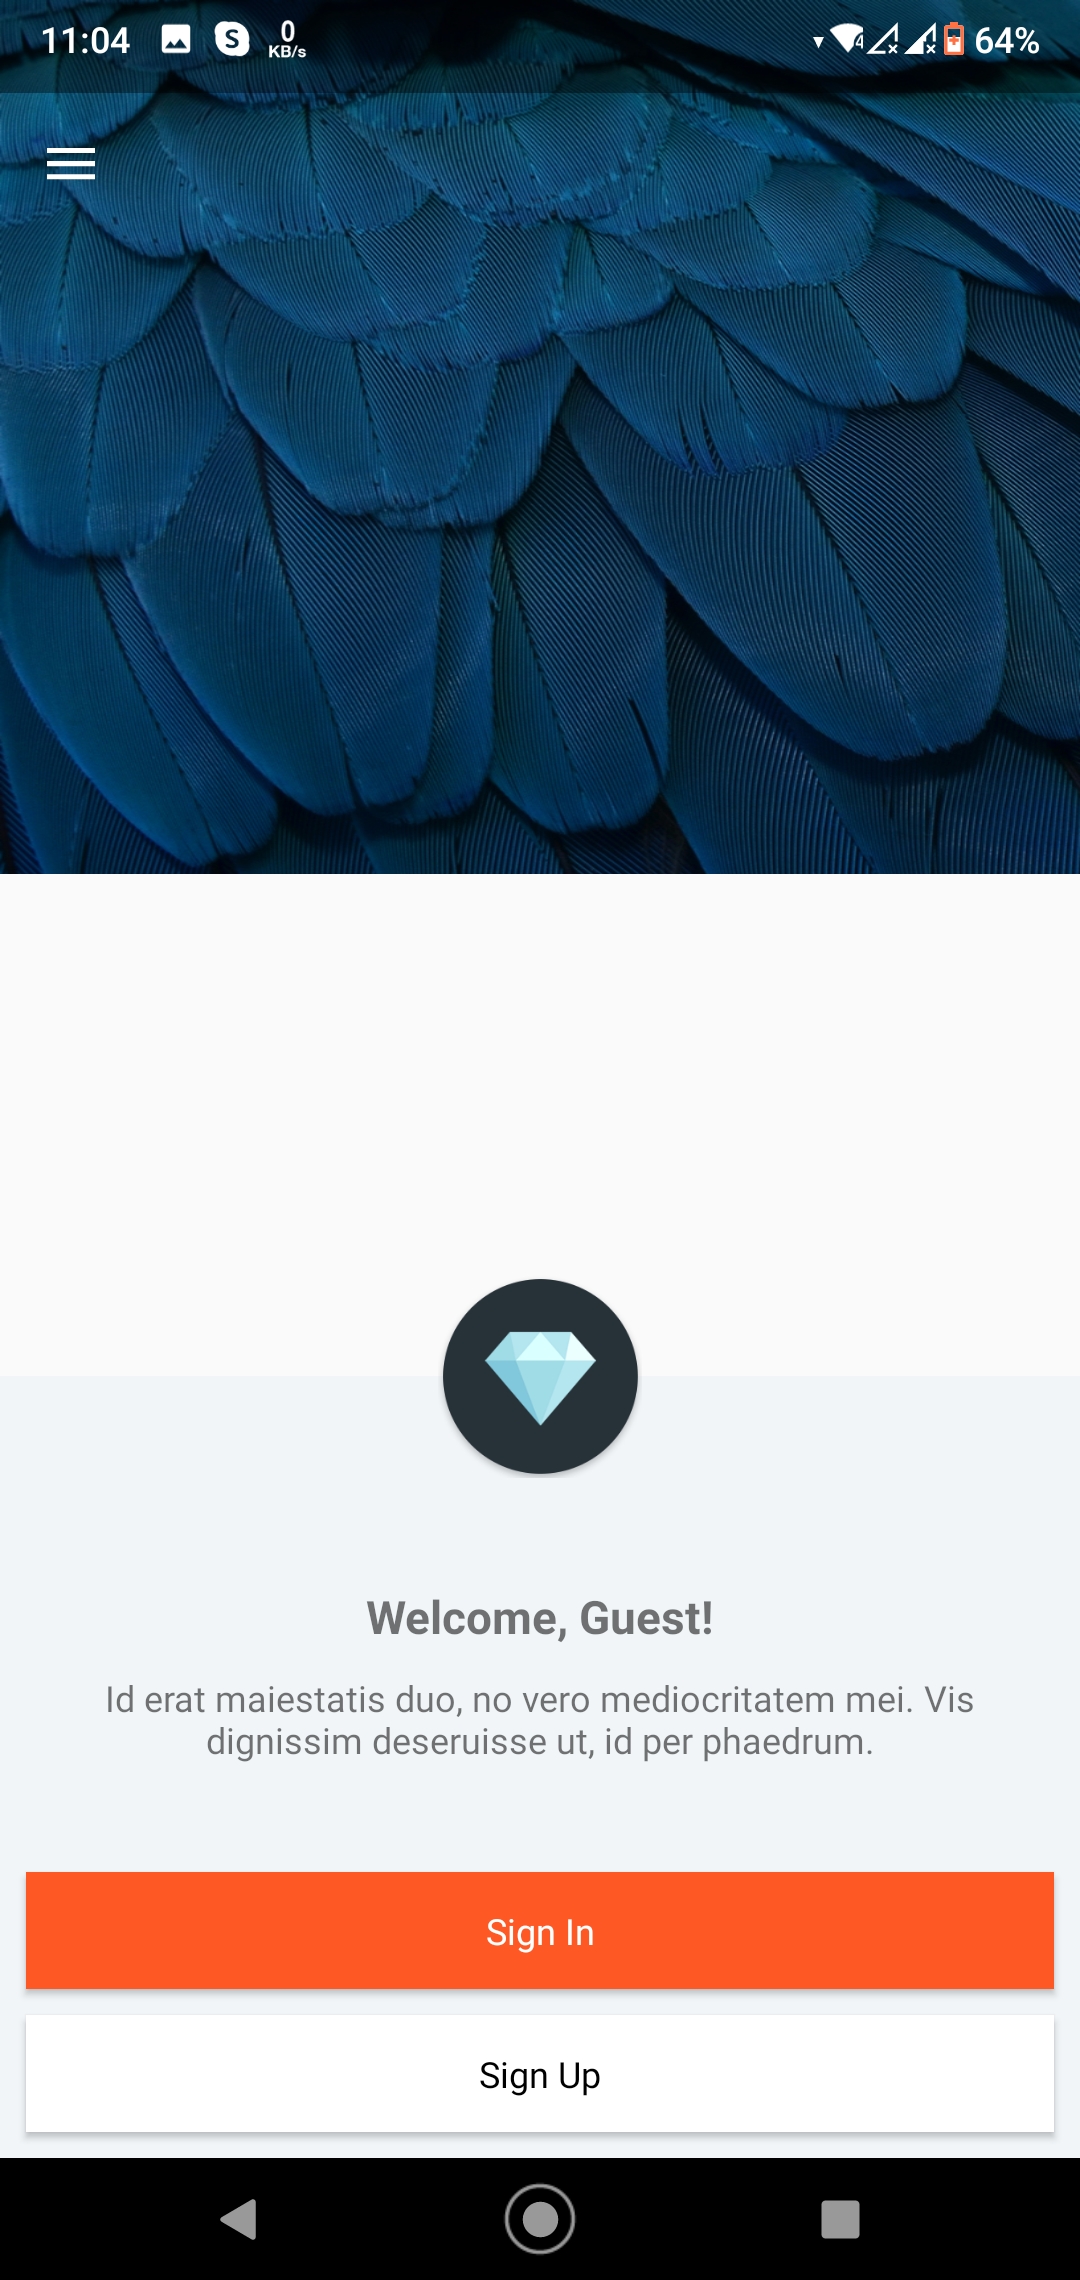 11:04 S 0 KB/s 4 64%
Welcome, Guest!
Id erat maiestatis duo, no vero mediocritatem mei. Vis
dignissim deseruisse ut, id per phaedrum.
Sign In
Sign Up